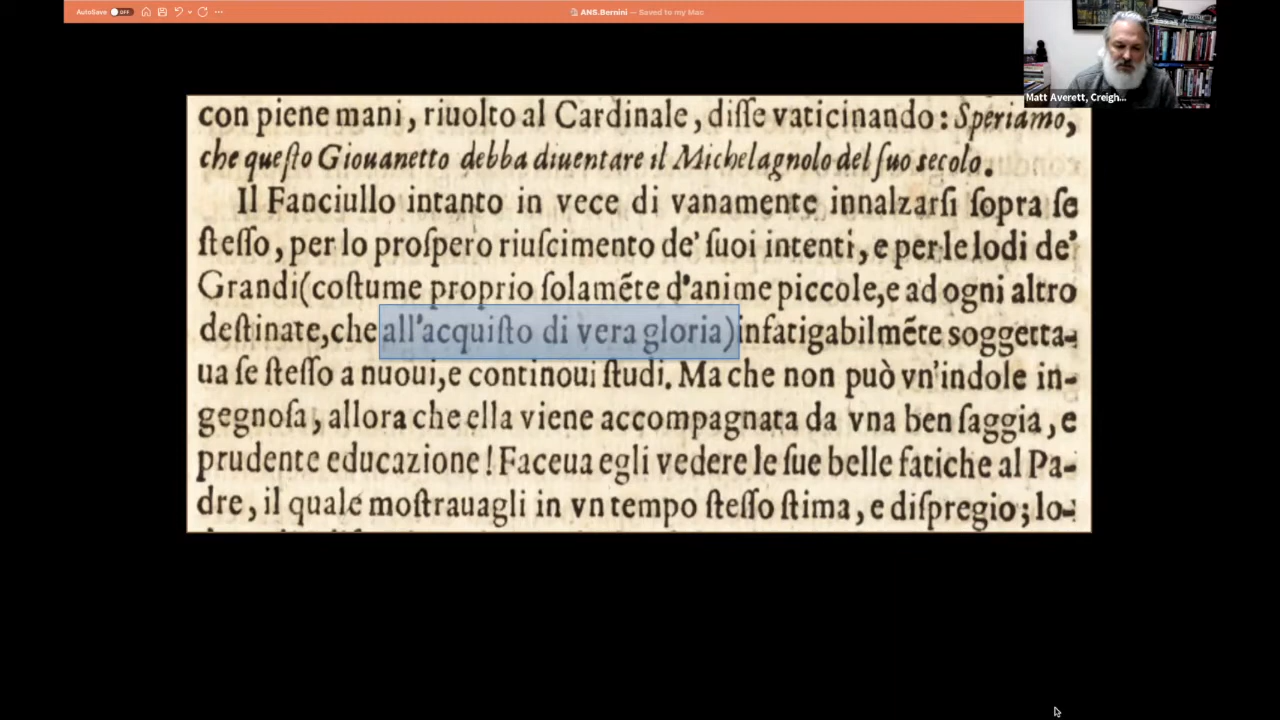 AutoSave OFF
ANS.Bernini — Saved to my Mac
Matt Averett, Creigh...
con piene mani, riuolto al Cardinale, diſſe vaticinando: Speriamo,
che queſto Giouanetto debba diuentare il Michelagnolo del ſuo secolo.
Il Fanciullo intanto in vece di vanamente innalzarſi ſopra ſe
ſteſſo, per lo proſpero riuſcimento de' ſuoi intenti, e per le lodi de'
Grandi (coſtume proprio ſolamẽte d'anime piccole, e ad ogni altro
deſtinate, che all'acquiſto di vera gloria) infatigabilmẽte soggetta-
ua ſe ſteſſo a nuoui, e continoui ſtudi. Ma che non può vn'indole in-
gegnoſa, allora che ella viene accompagnata da vna ben ſaggia, e
prudente educazione! Faceua egli vedere le ſue belle fatiche al Pa-
dre, il quale moſtrauagli in vn tempo ſteſſo ſtima, e diſpregio; lo-